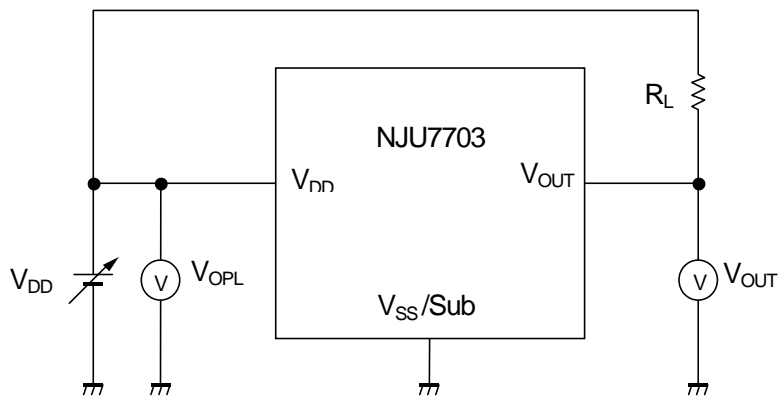 R_L
NJU7703
V_DD
V_OUT
V_DD
V
V_OPL
V
V_OUT
V_SS/Sub